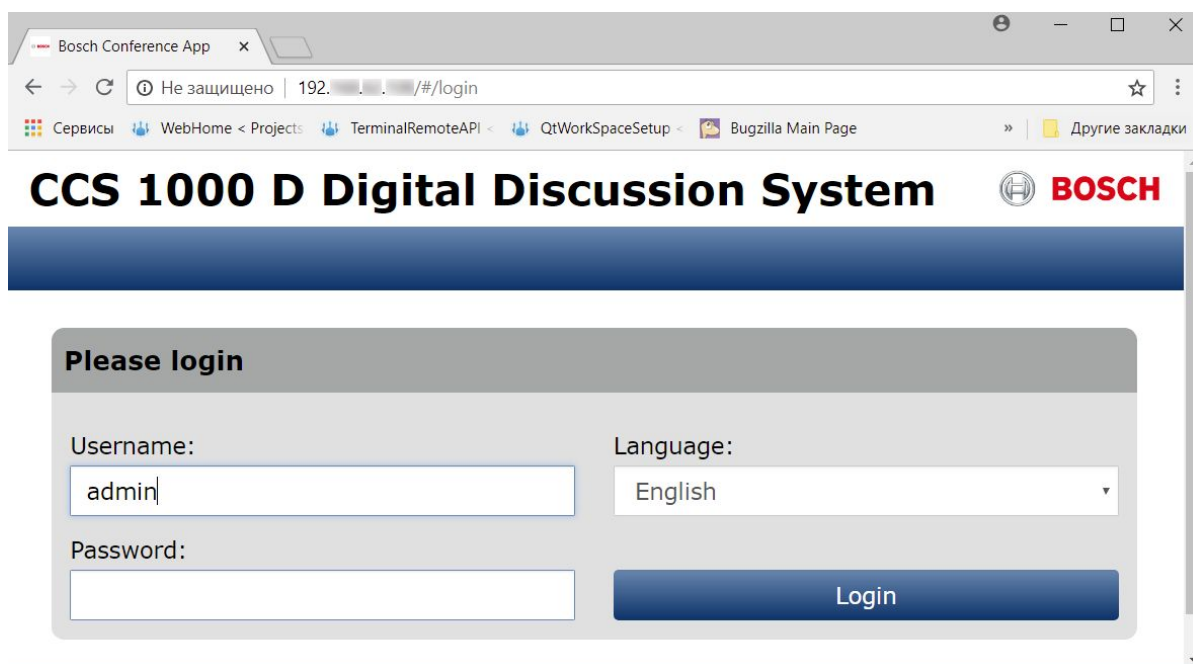 Bosch Conference App
Не защищено | 192. . . /#/login
Сервисы WebHome < Projects TerminalRemoteAPI < QtWorkSpaceSetup < Bugzilla Main Page » Другие закладки
CCS 1000 D Digital Discussion System BOSCH
Please login
Username: Language:
admin English
Password:
Login